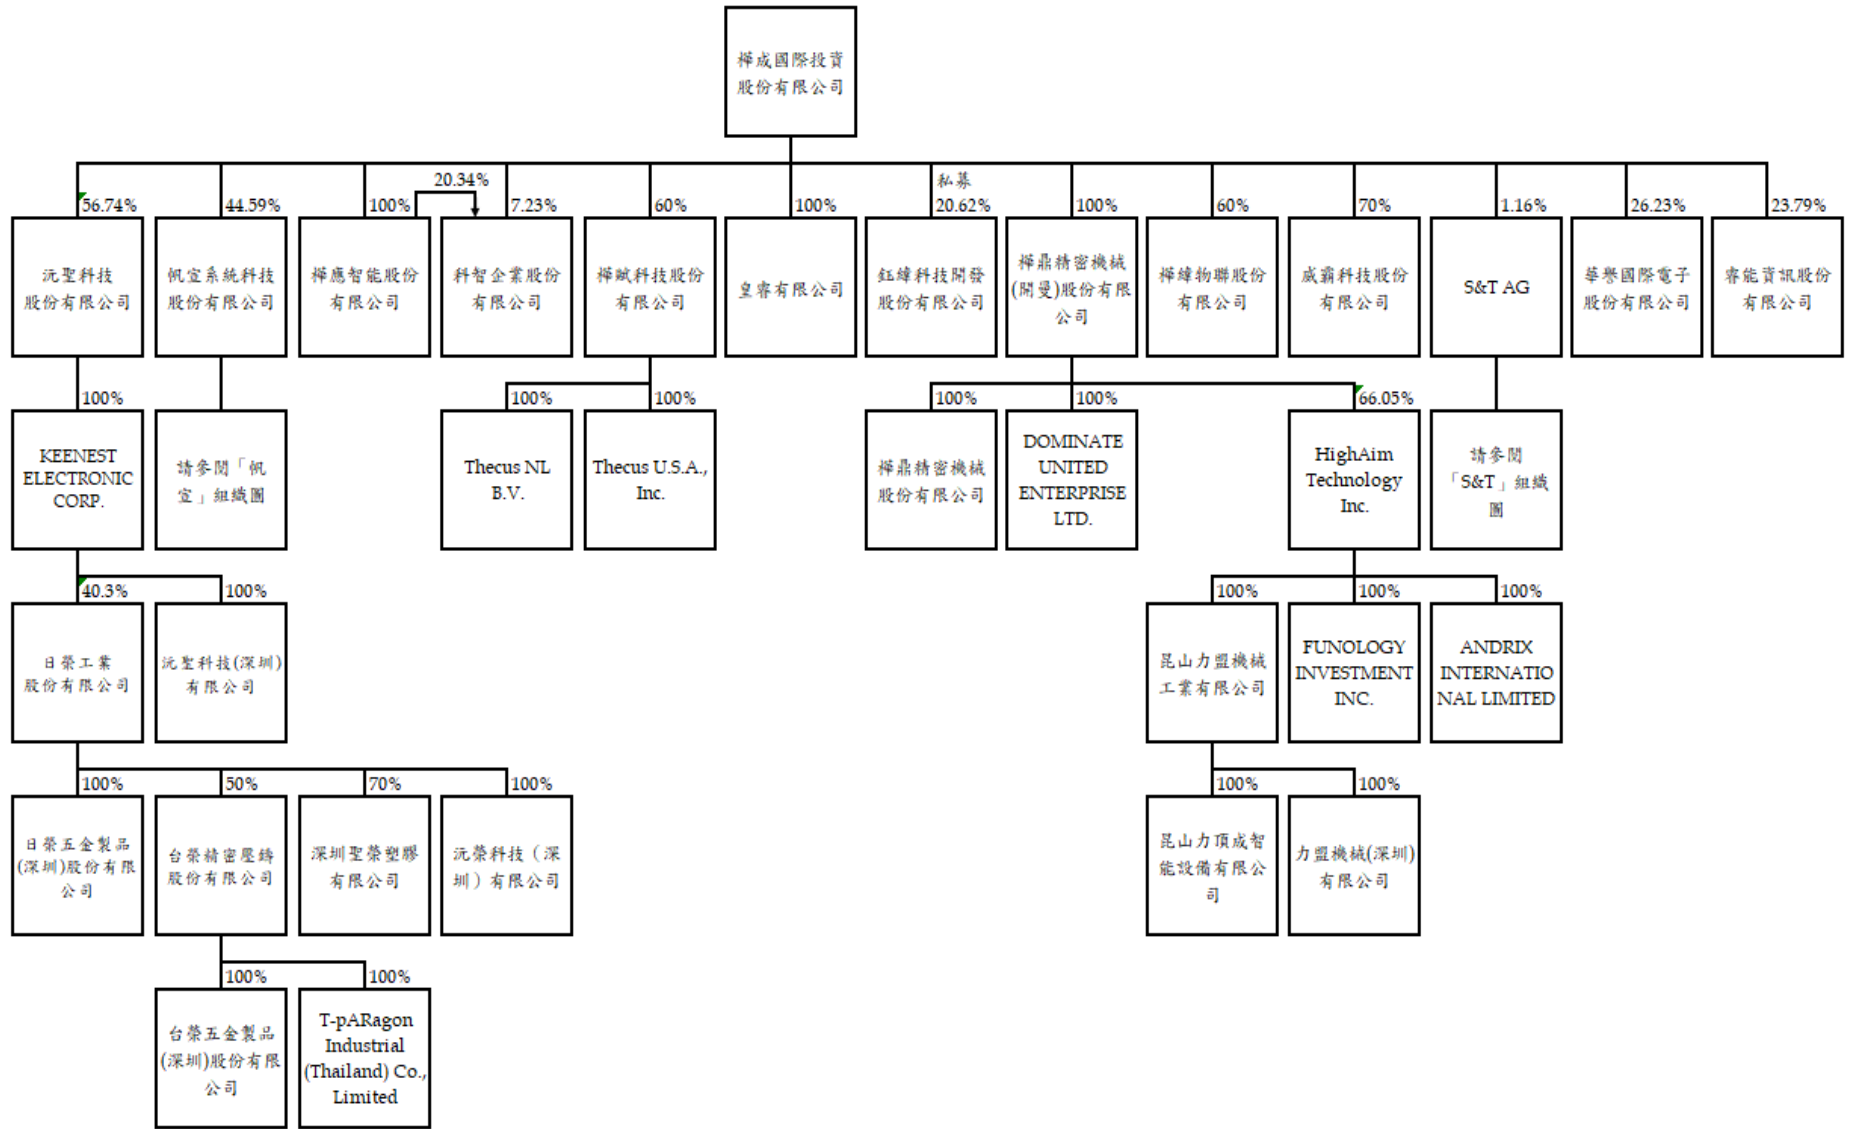 樺成國際投資
股份有限公司
20.34%
私募
56.74%
44.59%
100%
7.23%
60%
100%
20.62%
100%
60%
70%
1.16%
26.23%
23.79%
沅聖科技
股份有限公司
帆宣系統科技
股份有限公司
樺應智能股份
有限公司
科智企業股份
有限公司
樺賦科技股份
有限公司
皇睿有限公司
鈺緯科技開發
股份有限公司
樺鼎精密機械
(開曼)股份有限
公司
樺緯物聯股份
有限公司
威霸科技股份
有限公司
S&T AG
華譽國際電子
股份有限公司
睿能資訊股份
有限公司
100%
100%
100%
100%
100%
66.05%
KEENEST
ELECTRONIC
CORP.
請參閱「帆
宣」組織圖
Thecus NL
B.V.
Thecus U.S.A.,
Inc.
樺鼎精密機械
股份有限公司
DOMINATE
UNITED
ENTERPRISE
LTD.
HighAim
Technology
Inc.
請參閱
「S&T」組織
圖
40.3%
100%
100%
100%
100%
日榮工業
股份有限公司
沅聖科技(深圳)
有限公司
昆山力盟機械
工業有限公司
FUNOLOGY
INVESTMENT
INC.
ANDRIX
INTERNATIO
NAL LIMITED
100%
50%
70%
100%
100%
100%
日榮五金製品
(深圳)股份有限
公司
台榮精密壓鑄
股份有限公司
深圳聖榮塑膠
有限公司
沅榮科技（深
圳）有限公司
昆山力頂成智
能設備有限公
司
力盟機械(深圳)
有限公司
100%
100%
台榮五金製品
(深圳)股份有限
公司
T-pARagon
Industrial
(Thailand) Co.,
Limited